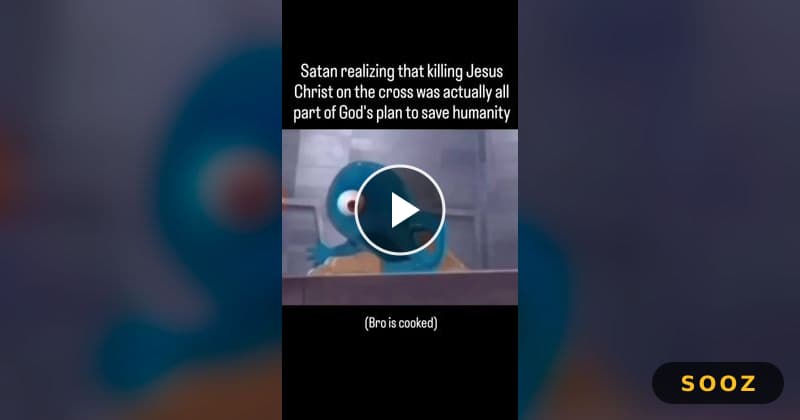 Satan realizing that killing Jesus
Christ on the cross was actually all
part of God's plan to save humanity
(Bro is cooked)
SOOZ